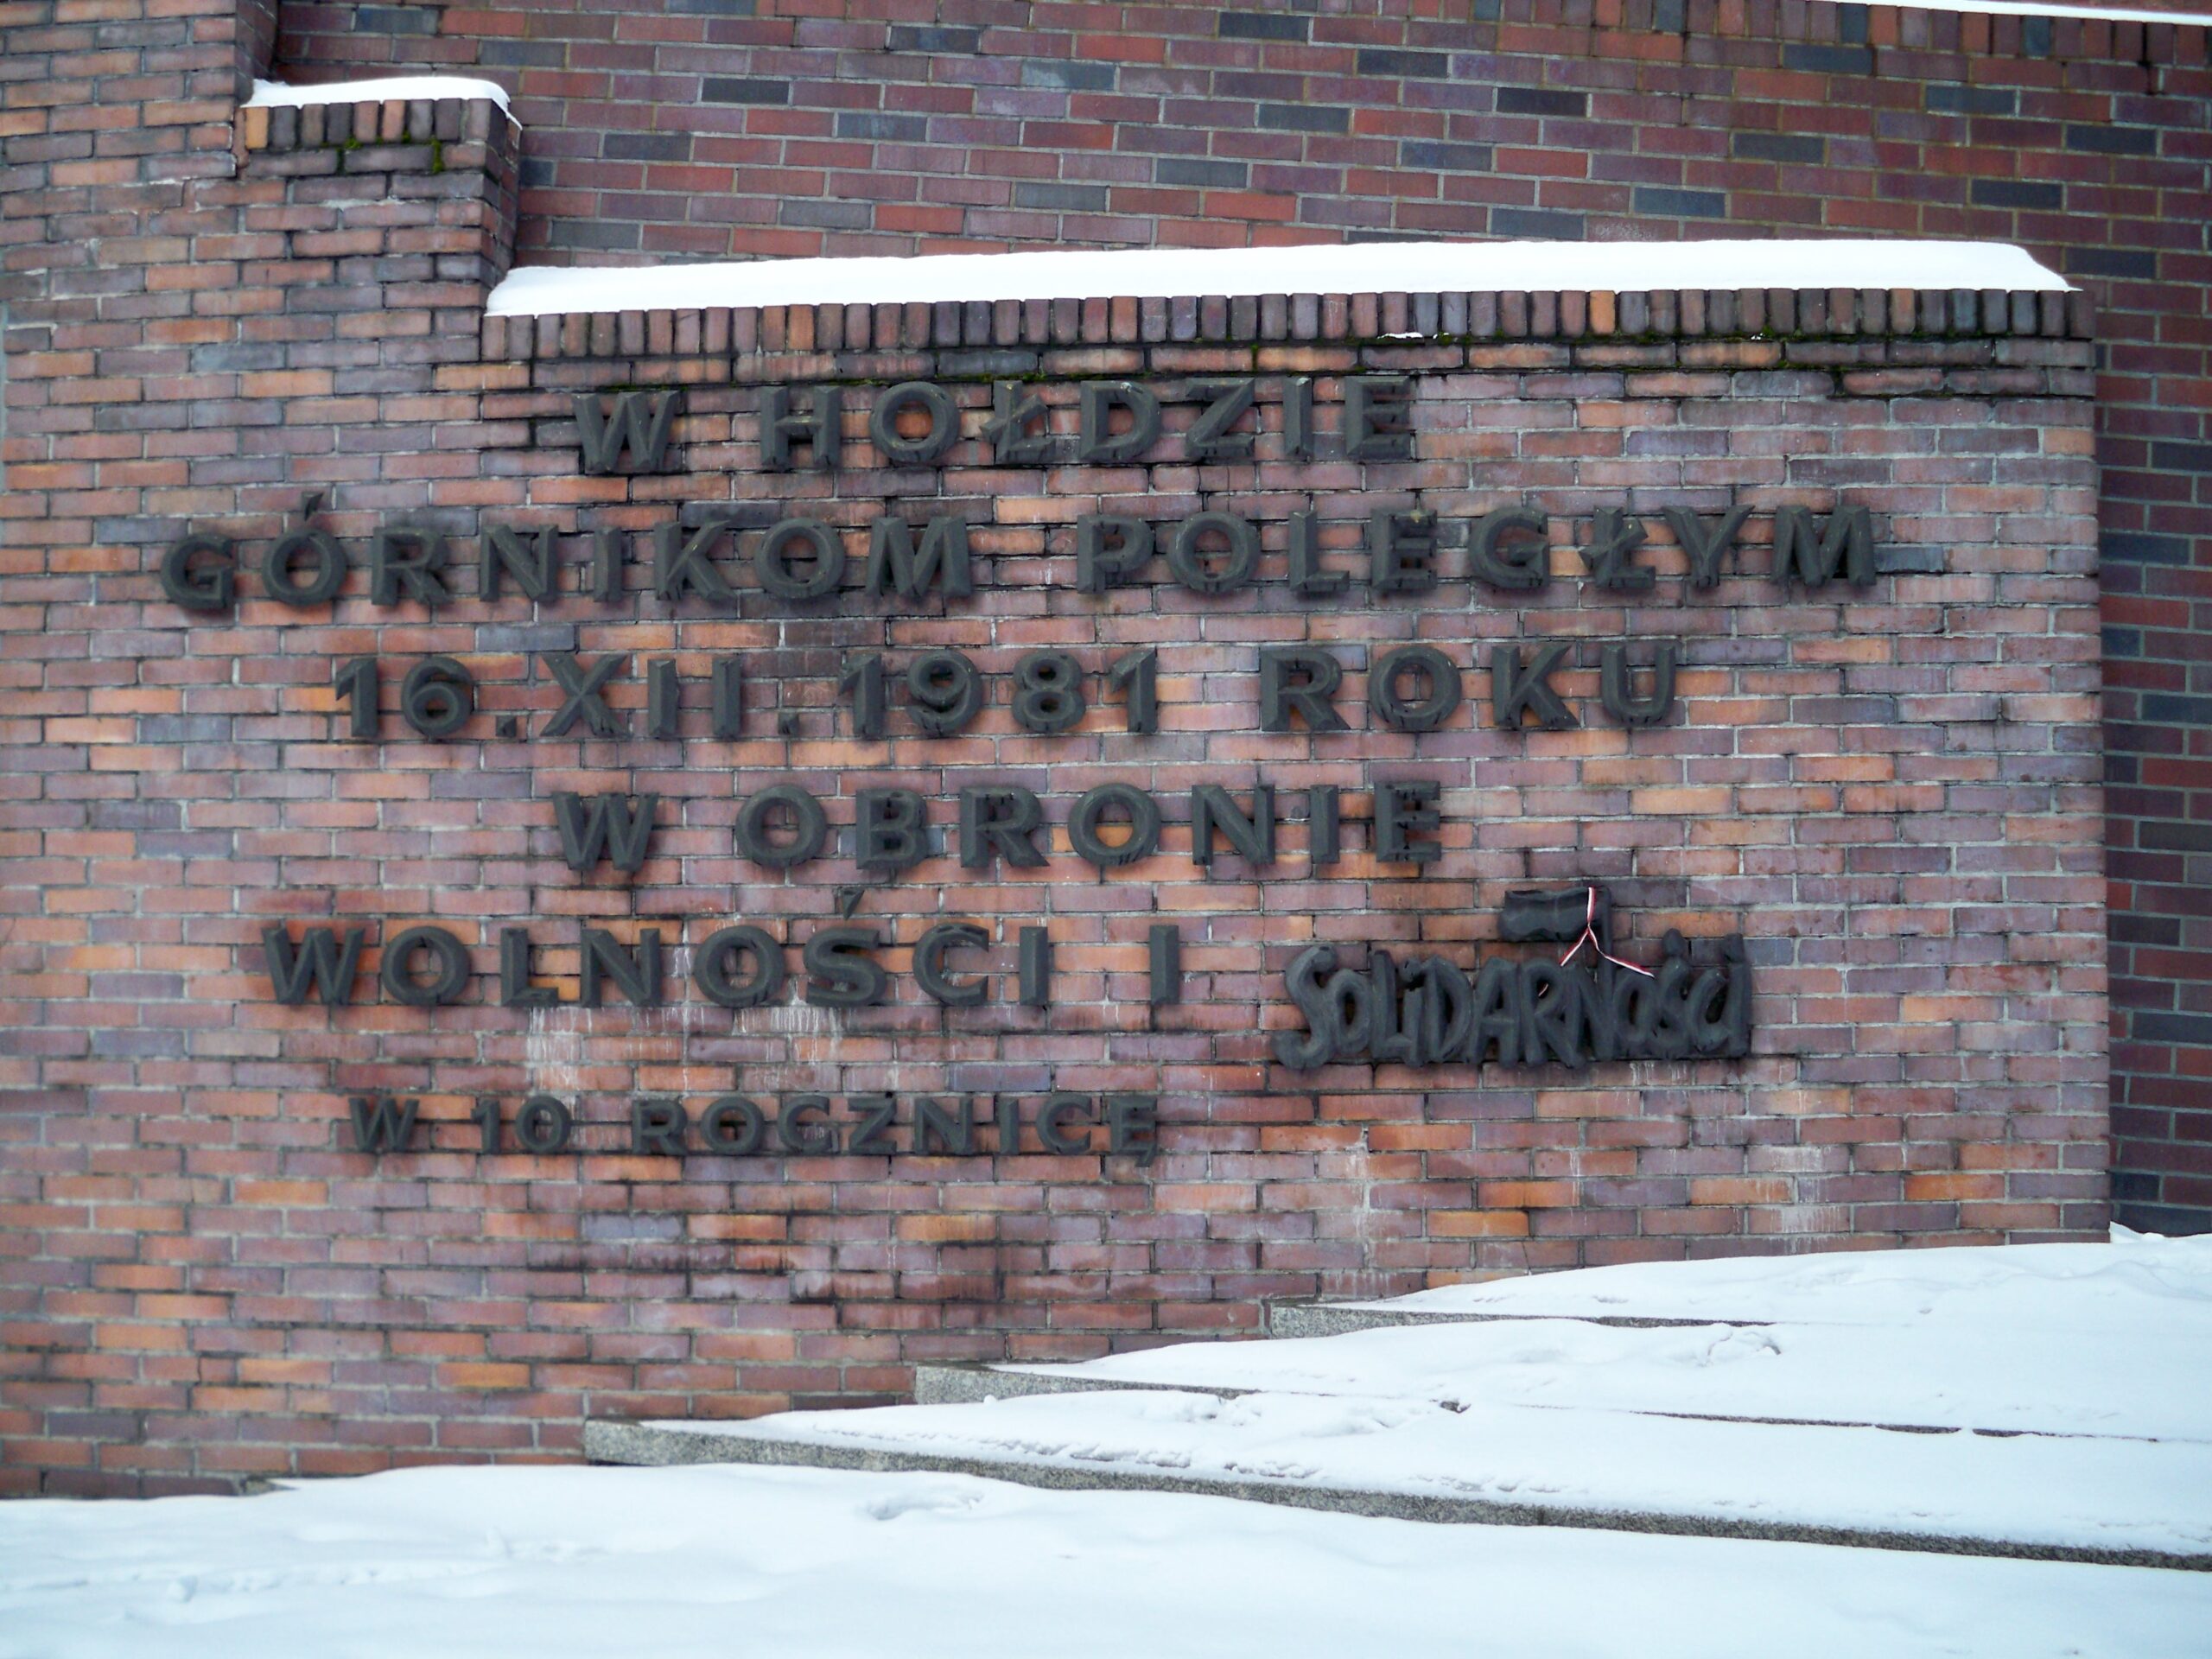 W HOŁDZIE
GÓRNIKOM POLEGŁYM
16.XII.1981 ROKU
W OBRONIE
WOLNOŚCI I SOLIDARNOŚCI
W 10 ROCZNICĘ